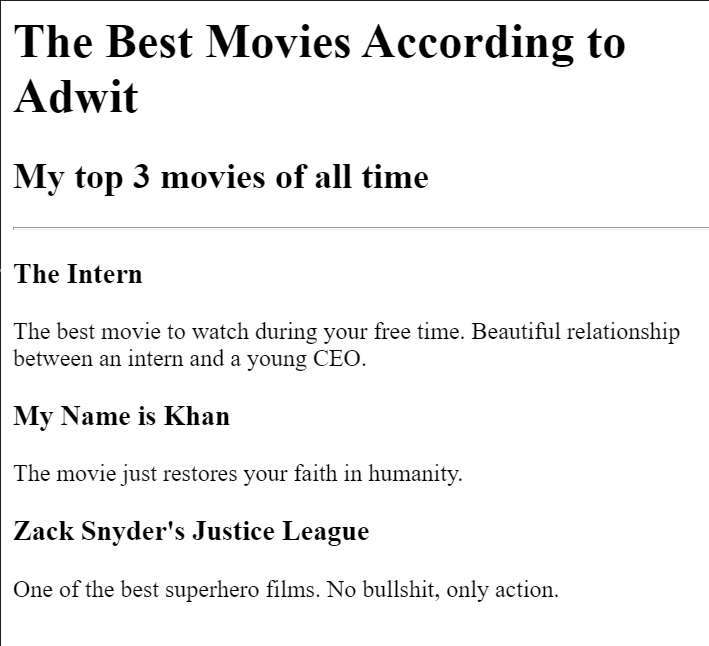 The Best Movies According to
Adwit
My top 3 movies of all time
The Intern
The best movie to watch during your free time. Beautiful relationship
between an intern and a young CEO.
My Name is Khan
The movie just restores your faith in humanity.
Zack Snyder's Justice League
One of the best superhero films. No bullshit, only action.